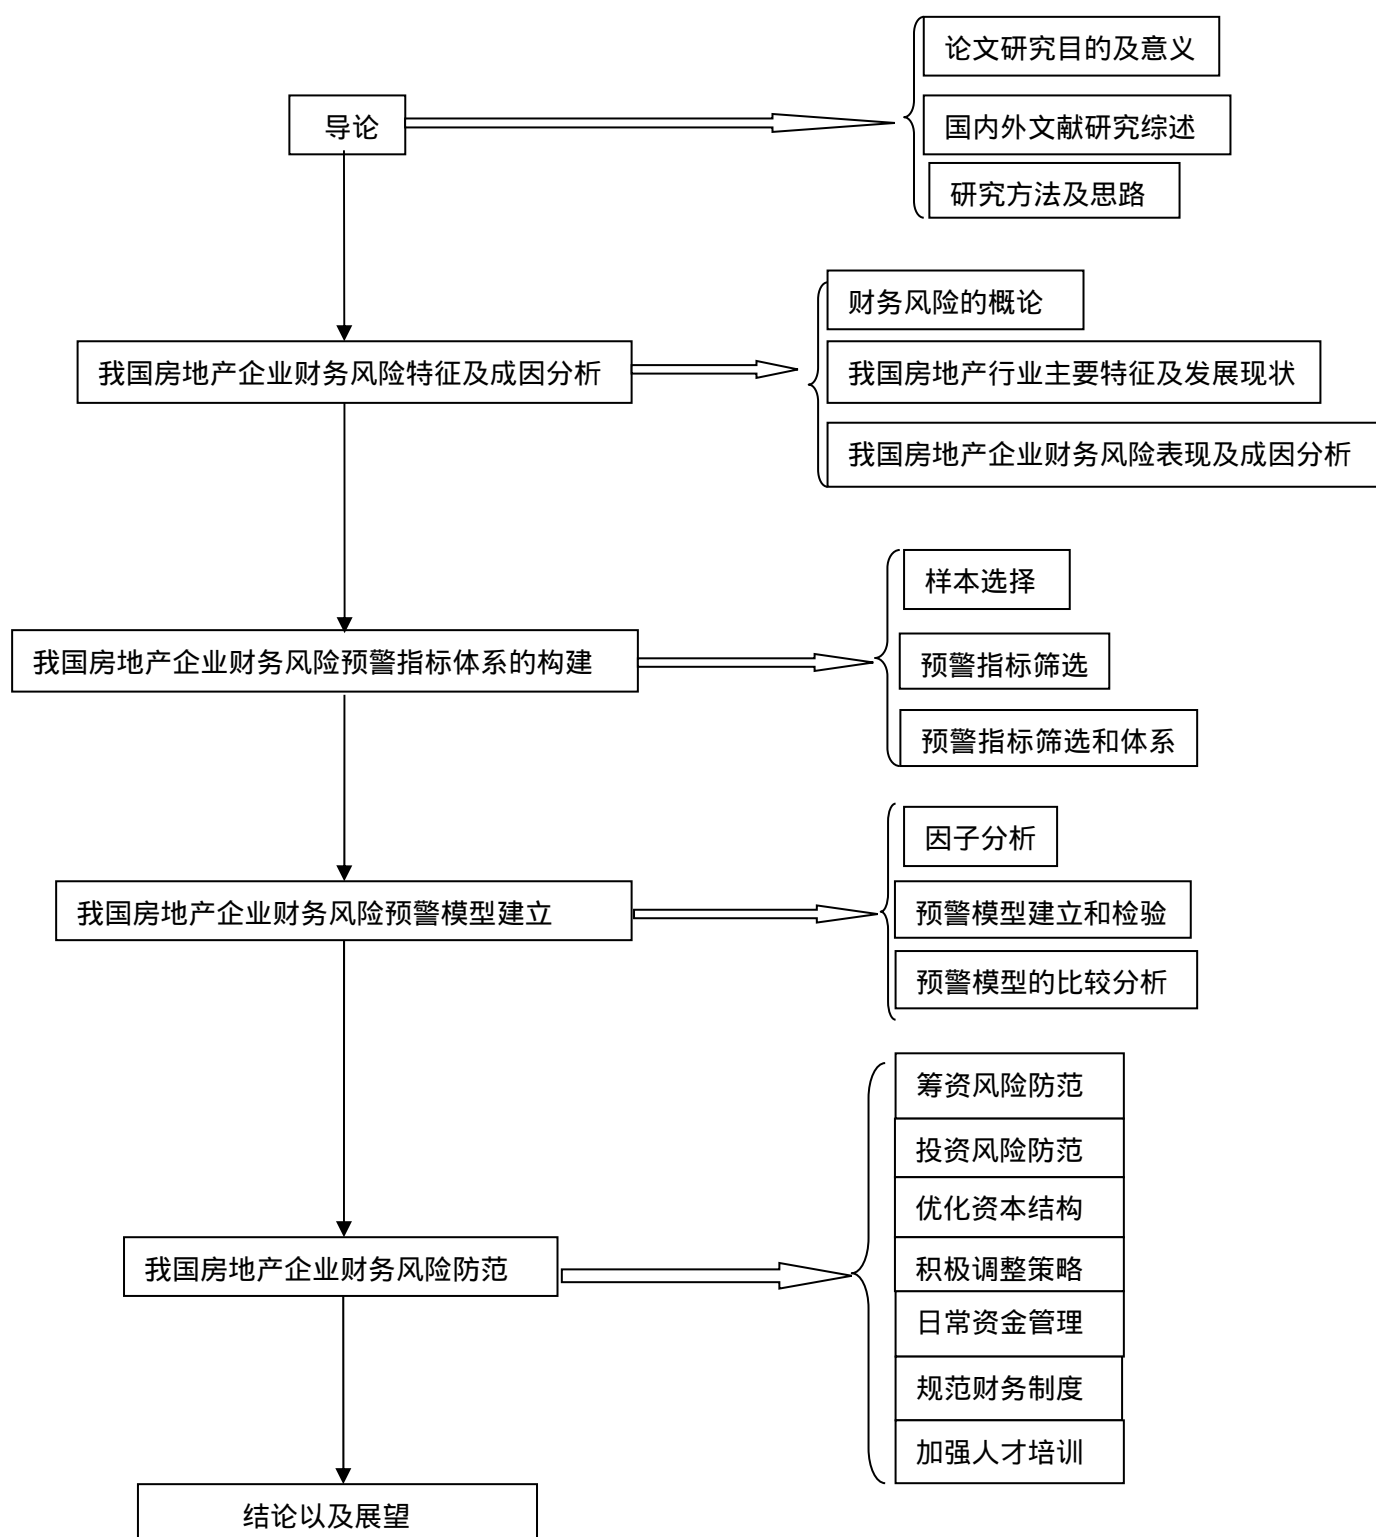 导论
论文研究目的及意义
国内外文献研究综述
研究方法及思路
我国房地产企业财务风险特征及成因分析
财务风险的概论
我国房地产行业主要特征及发展现状
我国房地产企业财务风险表现及成因分析
我国房地产企业财务风险预警指标体系的构建
样本选择
预警指标筛选
预警指标筛选和体系
我国房地产企业财务风险预警模型建立
因子分析
预警模型建立和检验
预警模型的比较分析
我国房地产企业财务风险防范
筹资风险防范
投资风险防范
优化资本结构
积极调整策略
日常资金管理
规范财务制度
加强人才培训
结论以及展望